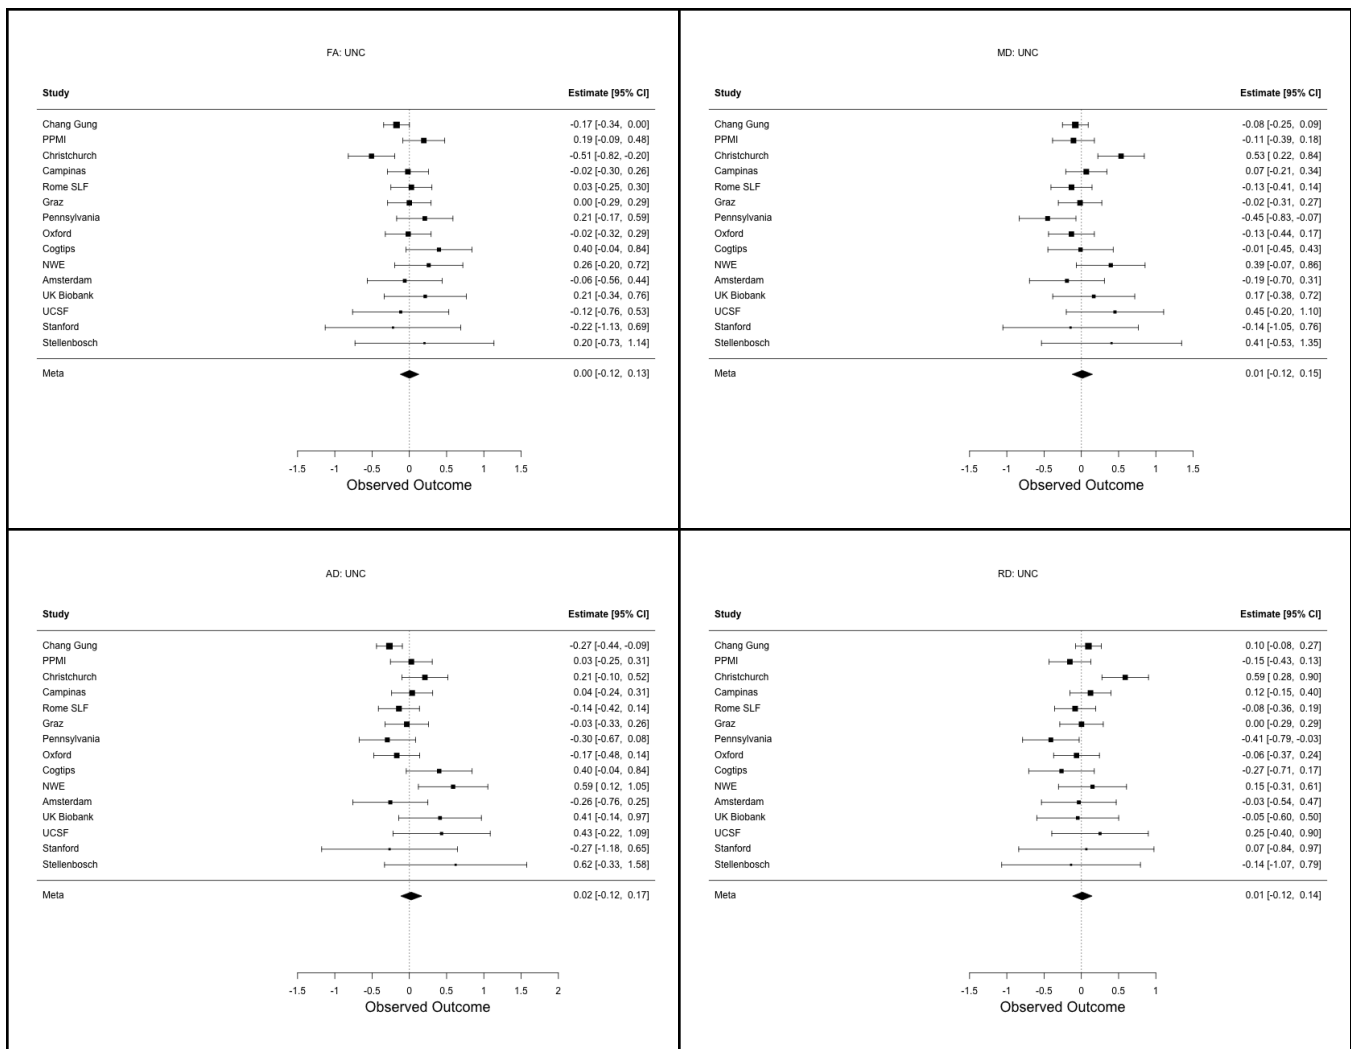 FA: UNC
Study Estimate [95% CI]
Chang Gung -0.17 [-0.34, 0.00]
PPMI 0.19 [-0.09, 0.48]
Christchurch -0.51 [-0.82, -0.20]
Campinas -0.02 [-0.30, 0.26]
Rome SLF 0.03 [-0.25, 0.30]
Graz 0.00 [-0.29, 0.29]
Pennsylvania 0.21 [-0.17, 0.59]
Oxford -0.02 [-0.32, 0.29]
Cogtips 0.40 [-0.04, 0.84]
NWE 0.26 [-0.20, 0.72]
Amsterdam -0.06 [-0.56, 0.44]
UK Biobank 0.21 [-0.34, 0.76]
UCSF -0.12 [-0.76, 0.53]
Stanford -0.22 [-1.13, 0.69]
Stellenbosch 0.20 [-0.73, 1.14]
Meta 0.00 [-0.12, 0.13]
-1.5 -1 -0.5 0 0.5 1 1.5
Observed Outcome
MD: UNC
Study Estimate [95% CI]
Chang Gung -0.08 [-0.25, 0.09]
PPMI -0.11 [-0.39, 0.18]
Christchurch 0.53 [ 0.22, 0.84]
Campinas 0.07 [-0.21, 0.34]
Rome SLF -0.13 [-0.41, 0.14]
Graz -0.02 [-0.31, 0.27]
Pennsylvania -0.45 [-0.83, -0.07]
Oxford -0.13 [-0.44, 0.17]
Cogtips -0.01 [-0.45, 0.43]
NWE 0.39 [-0.07, 0.86]
Amsterdam -0.19 [-0.70, 0.31]
UK Biobank 0.17 [-0.38, 0.72]
UCSF 0.45 [-0.20, 1.10]
Stanford -0.14 [-1.05, 0.76]
Stellenbosch 0.41 [-0.53, 1.35]
Meta 0.01 [-0.12, 0.15]
-1.5 -1 -0.5 0 0.5 1 1.5
Observed Outcome
AD: UNC
Study Estimate [95% CI]
Chang Gung -0.27 [-0.44, -0.09]
PPMI 0.03 [-0.25, 0.31]
Christchurch 0.21 [-0.10, 0.52]
Campinas 0.04 [-0.24, 0.31]
Rome SLF -0.14 [-0.42, 0.14]
Graz -0.03 [-0.33, 0.26]
Pennsylvania -0.30 [-0.67, 0.08]
Oxford -0.17 [-0.48, 0.14]
Cogtips 0.40 [-0.04, 0.84]
NWE 0.59 [ 0.12, 1.05]
Amsterdam -0.26 [-0.76, 0.25]
UK Biobank 0.41 [-0.14, 0.97]
UCSF 0.43 [-0.22, 1.09]
Stanford -0.27 [-1.18, 0.65]
Stellenbosch 0.62 [-0.33, 1.58]
Meta 0.02 [-0.12, 0.17]
-1.5 -1 -0.5 0 0.5 1 1.5 2
Observed Outcome
RD: UNC
Study Estimate [95% CI]
Chang Gung 0.10 [-0.08, 0.27]
PPMI -0.15 [-0.43, 0.13]
Christchurch 0.59 [ 0.28, 0.90]
Campinas 0.12 [-0.15, 0.40]
Rome SLF -0.08 [-0.36, 0.19]
Graz 0.00 [-0.29, 0.29]
Pennsylvania -0.41 [-0.79, -0.03]
Oxford -0.06 [-0.37, 0.24]
Cogtips -0.27 [-0.71, 0.17]
NWE 0.15 [-0.31, 0.61]
Amsterdam -0.03 [-0.54, 0.47]
UK Biobank -0.05 [-0.60, 0.50]
UCSF 0.25 [-0.40, 0.90]
Stanford 0.07 [-0.84, 0.97]
Stellenbosch -0.14 [-1.07, 0.79]
Meta 0.01 [-0.12, 0.14]
-1.5 -1 -0.5 0 0.5 1
Observed Outcome